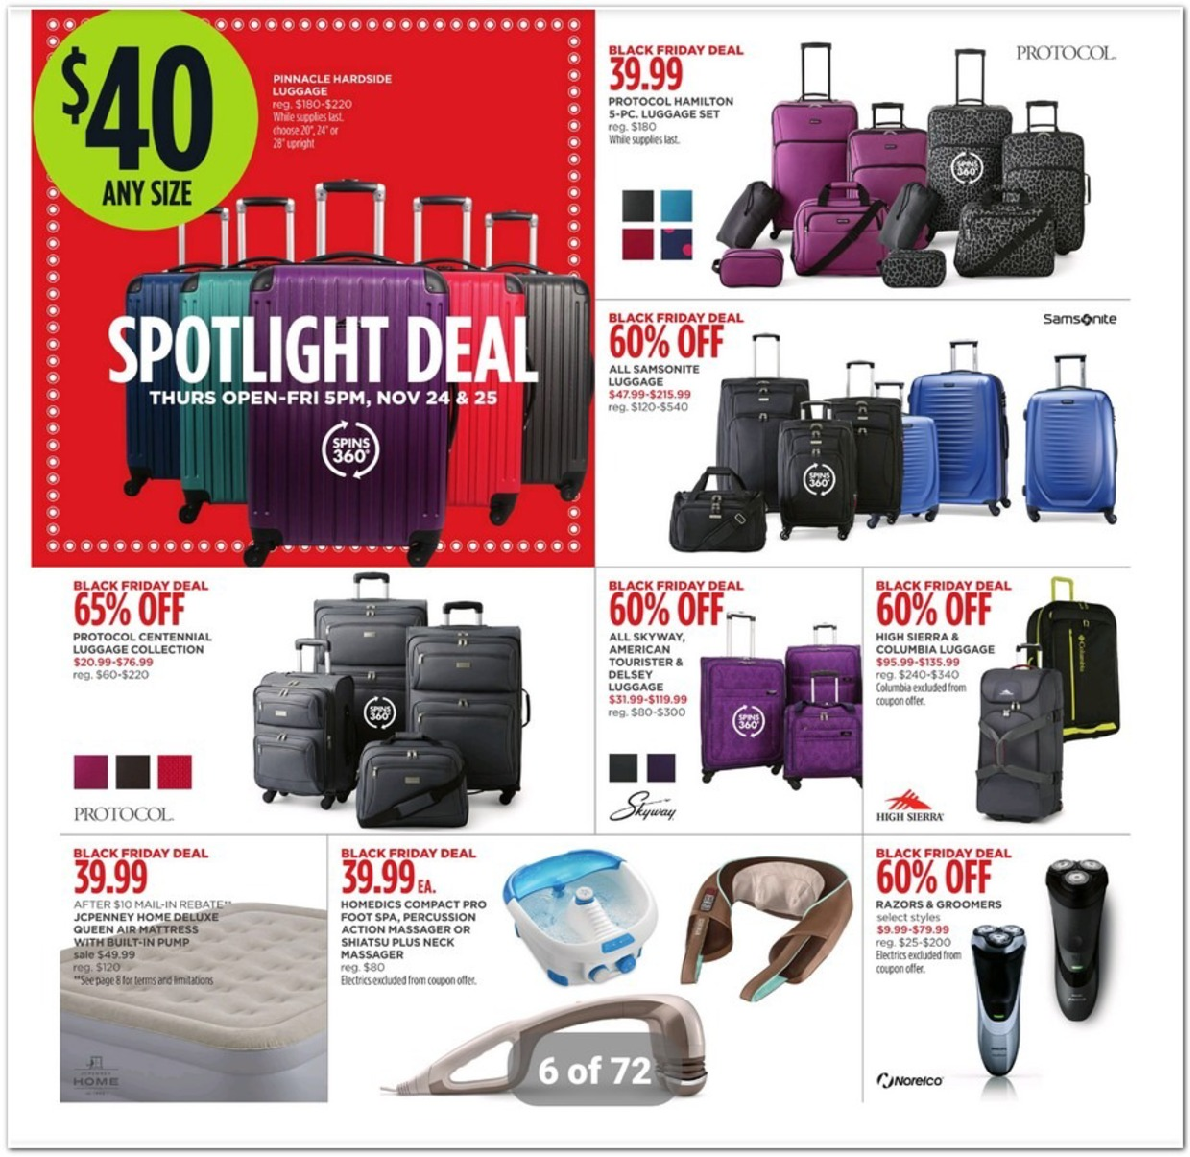 $40
ANY SIZE
PINNACLE HARDSIDE
LUGGAGE
reg. $180-$220
While supplies last.
choose 20", 24" or
28" upright
SPOTLIGHT DEAL
THURS OPEN-FRI 5PM, NOV 24 & 25
SPINS
360°
BLACK FRIDAY DEAL
39.99
PROTOCOL HAMILTON
5-PC. LUGGAGE SET
reg. $180
While supplies last.
PROTOCOL.
SPINS
360°
BLACK FRIDAY DEAL
60% OFF
ALL SAMSONITE
LUGGAGE
$47.99-$215.99
reg. $120-$540
Samsonite
SPINS
360°
BLACK FRIDAY DEAL
65% OFF
PROTOCOL CENTENNIAL
LUGGAGE COLLECTION
$20.99-$76.99
reg. $60-$220
SPINS
360°
PROTOCOL.
BLACK FRIDAY DEAL
60% OFF
ALL SKYWAY,
AMERICAN
TOURISTER &
DELSEY
LUGGAGE
$31.99-$119.99
reg. $80-$300
SPINS
360°
Skyway
BLACK FRIDAY DEAL
60% OFF
HIGH SIERRA &
COLUMBIA LUGGAGE
$95.99-$135.99
reg. $240-$340
Columbia excluded from
coupon offer.
Columbia
HIGH SIERRA
BLACK FRIDAY DEAL
39.99
AFTER $10 MAIL-IN REBATE**
JCPENNEY HOME DELUXE
QUEEN AIR MATTRESS
WITH BUILT-IN PUMP
sale $49.99
reg. $120
**See page 8 for terms and limitations
HOME
BLACK FRIDAY DEAL
39.99 EA.
HOMEDICS COMPACT PRO
FOOT SPA, PERCUSSION
ACTION MASSAGER OR
SHIATSU PLUS NECK
MASSAGER
reg. $80
Electrics excluded from coupon offer.
6 of 72
BLACK FRIDAY DEAL
60% OFF
RAZORS & GROOMERS
select styles
$9.99-$79.99
reg. $25-$200
Electrics excluded from
coupon offer.
Norelco